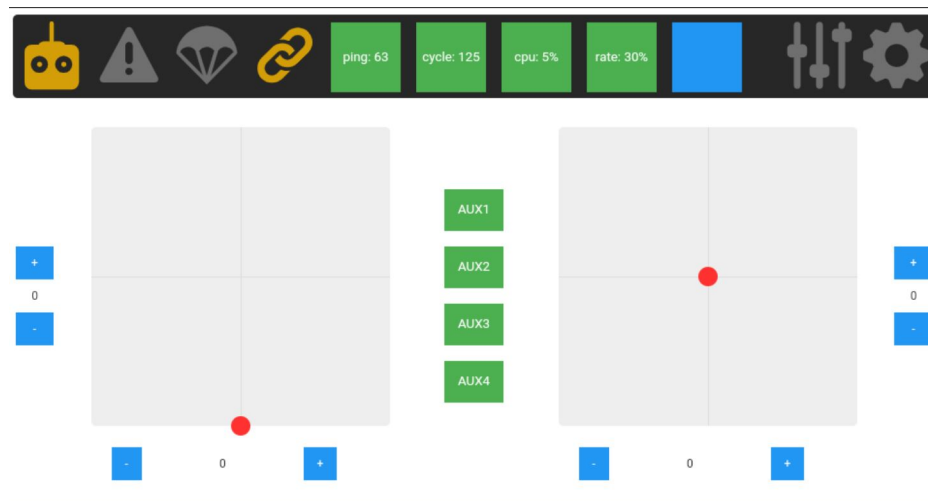 ping: 63
cycle: 125
cpu: 5%
rate: 30%
AUX1
+
AUX2
+
0
0
AUX3
-
-
AUX4
-
0
+
-
0
+